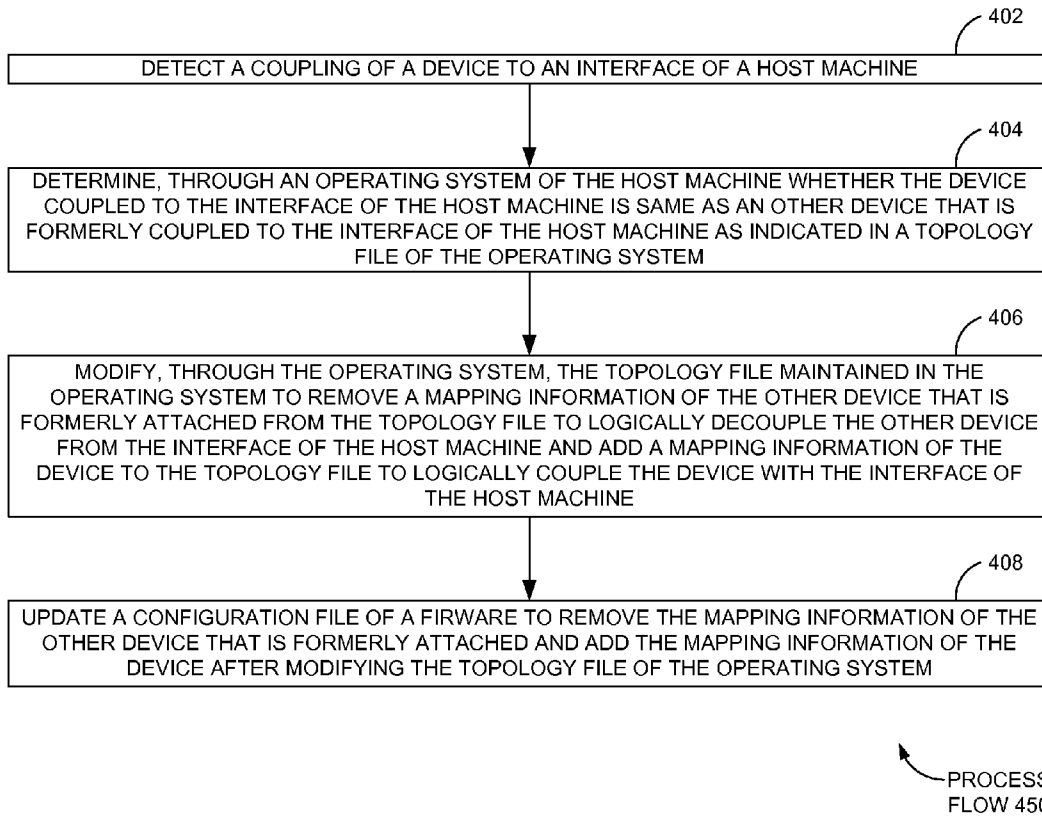 402
DETECT A COUPLING OF A DEVICE TO AN INTERFACE OF A HOST MACHINE
404
DETERMINE, THROUGH AN OPERATING SYSTEM OF THE HOST MACHINE WHETHER THE DEVICE
COUPLED TO THE INTERFACE OF THE HOST MACHINE IS SAME AS AN OTHER DEVICE THAT IS
FORMERLY COUPLED TO THE INTERFACE OF THE HOST MACHINE AS INDICATED IN A TOPOLOGY
FILE OF THE OPERATING SYSTEM
406
MODIFY, THROUGH THE OPERATING SYSTEM, THE TOPOLOGY FILE MAINTAINED IN THE
OPERATING SYSTEM TO REMOVE A MAPPING INFORMATION OF THE OTHER DEVICE THAT IS
FORMERLY ATTACHED FROM THE TOPOLOGY FILE TO LOGICALLY DECOUPLE THE OTHER DEVICE
FROM THE INTERFACE OF THE HOST MACHINE AND ADD A MAPPING INFORMATION OF THE
DEVICE TO THE TOPOLOGY FILE TO LOGICALLY COUPLE THE DEVICE WITH THE INTERFACE OF
THE HOST MACHINE
408
UPDATE A CONFIGURATION FILE OF A FIRWARE TO REMOVE THE MAPPING INFORMATION OF THE
OTHER DEVICE THAT IS FORMERLY ATTACHED AND ADD THE MAPPING INFORMATION OF THE
DEVICE AFTER MODIFYING THE TOPOLOGY FILE OF THE OPERATING SYSTEM
PROCESS
FLOW 450